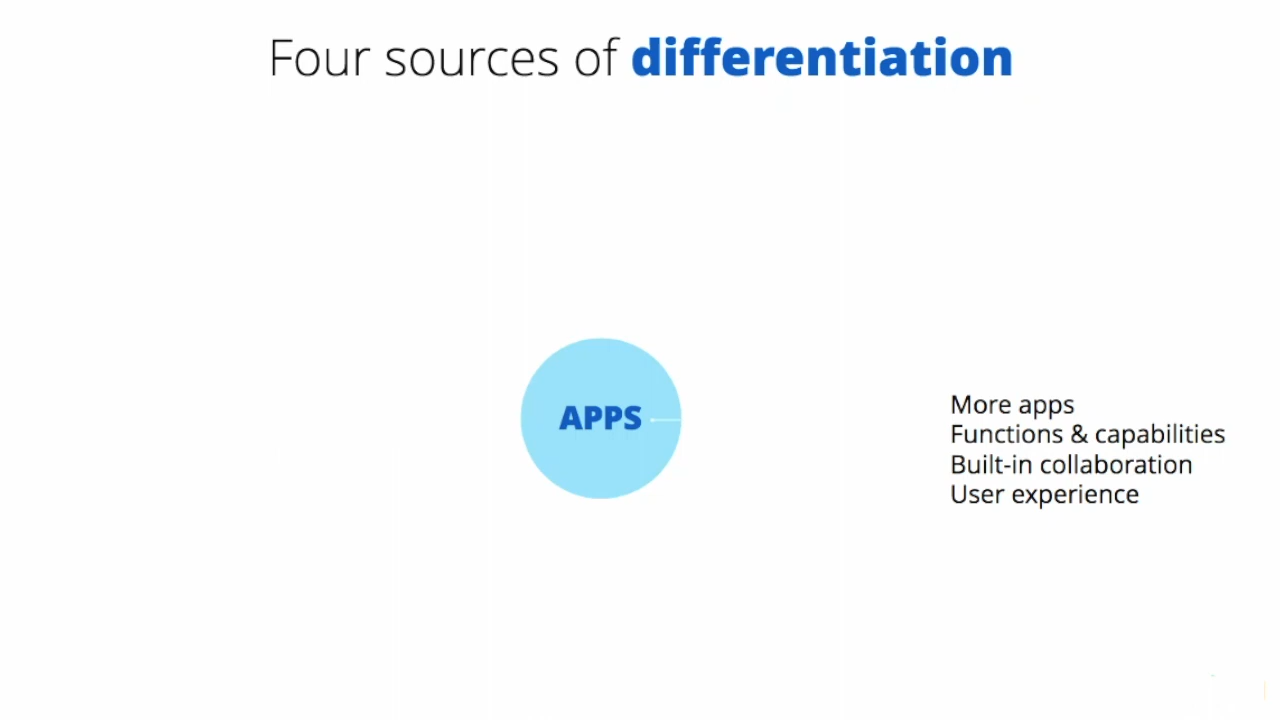 Four sources of differentiation
APPS
More apps
Functions & capabilities
Built-in collaboration
User experience